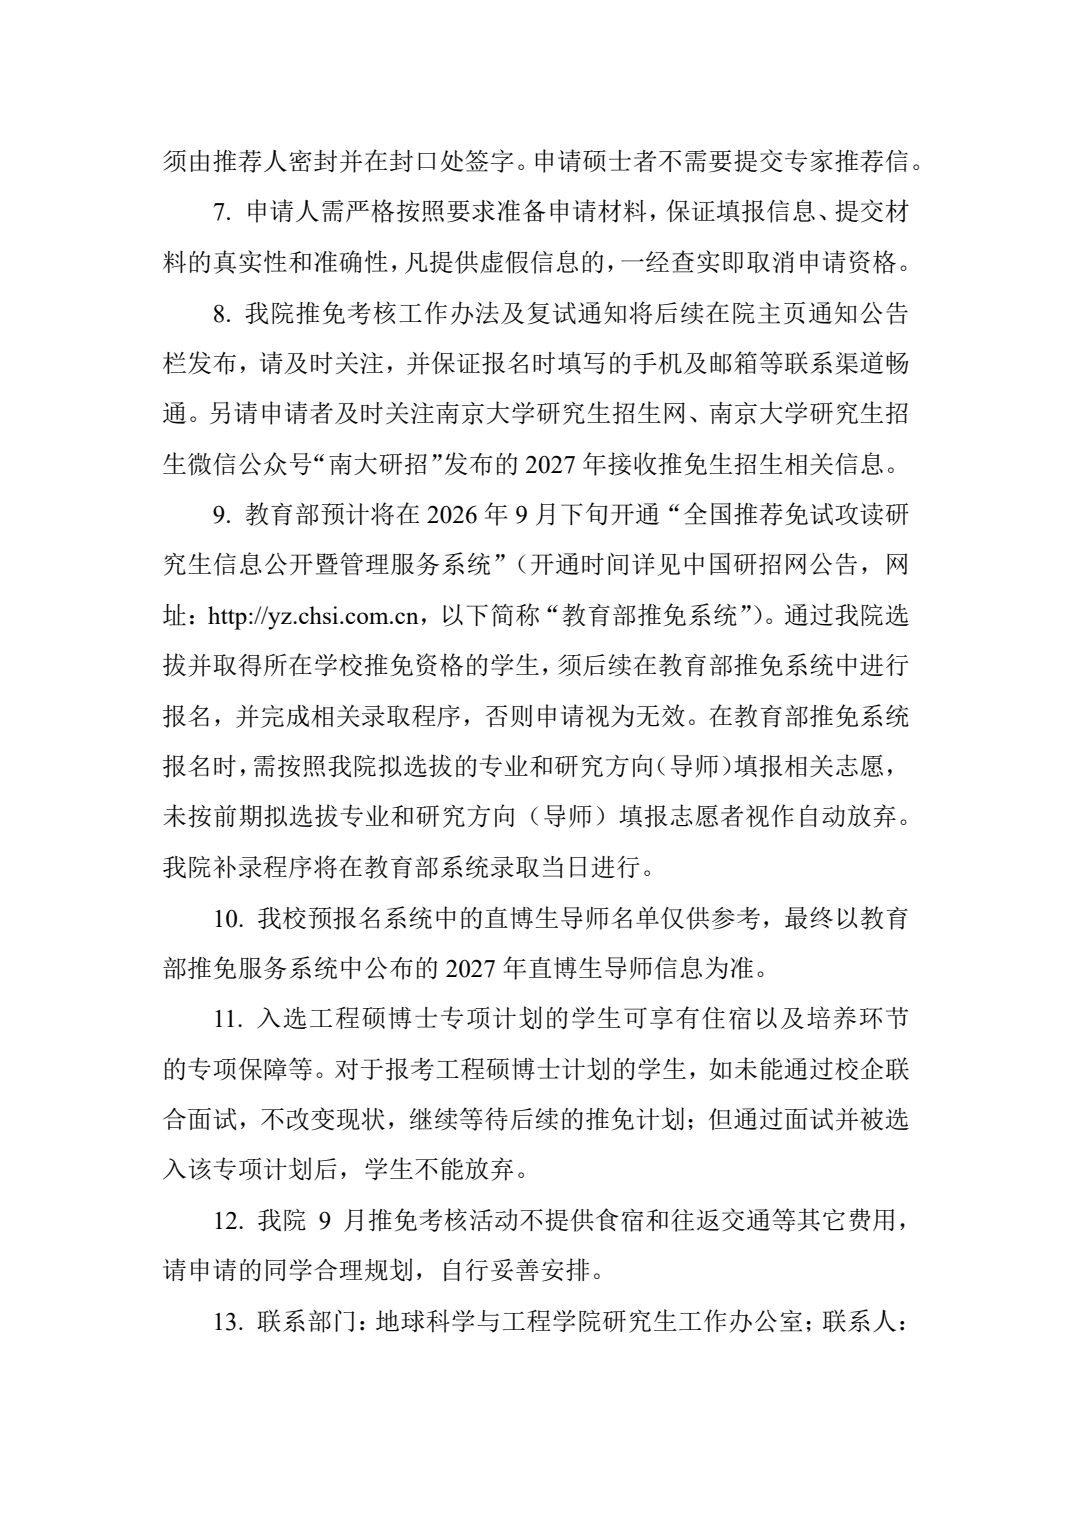 须由推荐人密封并在封口处签字。申请硕士者不需要提交专家推荐信。
7. 申请人需严格按照要求准备申请材料，保证填报信息、提交材
料的真实性和准确性，凡提供虚假信息的，一经查实即取消申请资格。
8. 我院推免考核工作办法及复试通知将后续在院主页通知公告
栏发布，请及时关注，并保证报名时填写的手机及邮箱等联系渠道畅
通。另请申请者及时关注南京大学研究生招生网、南京大学研究生招
生微信公众号“南大研招”发布的 2027 年接收推免生招生相关信息。
9. 教育部预计将在 2026 年 9 月下旬开通“全国推荐免试攻读研
究生信息公开暨管理服务系统”（开通时间详见中国研招网公告，网
址：http://yz.chsi.com.cn，以下简称“教育部推免系统”）。通过我院选
拔并取得所在学校推免资格的学生，须后续在教育部推免系统中进行
报名，并完成相关录取程序，否则申请视为无效。在教育部推免系统
报名时，需按照我院拟选拔的专业和研究方向（导师）填报相关志愿，
未按前期拟选拔专业和研究方向（导师）填报志愿者视作自动放弃。
我院补录程序将在教育部系统录取当日进行。
10. 我校预报名系统中的直博生导师名单仅供参考，最终以教育
部推免服务系统中公布的 2027 年直博生导师信息为准。
11. 入选工程硕博士专项计划的学生可享有住宿以及培养环节
的专项保障等。对于报考工程硕博士计划的学生，如未能通过校企联
合面试，不改变现状，继续等待后续的推免计划；但通过面试并被选
入该专项计划后，学生不能放弃。
12. 我院 9 月推免考核活动不提供食宿和往返交通等其它费用，
请申请的同学合理规划，自行妥善安排。
13. 联系部门：地球科学与工程学院研究生工作办公室；联系人：